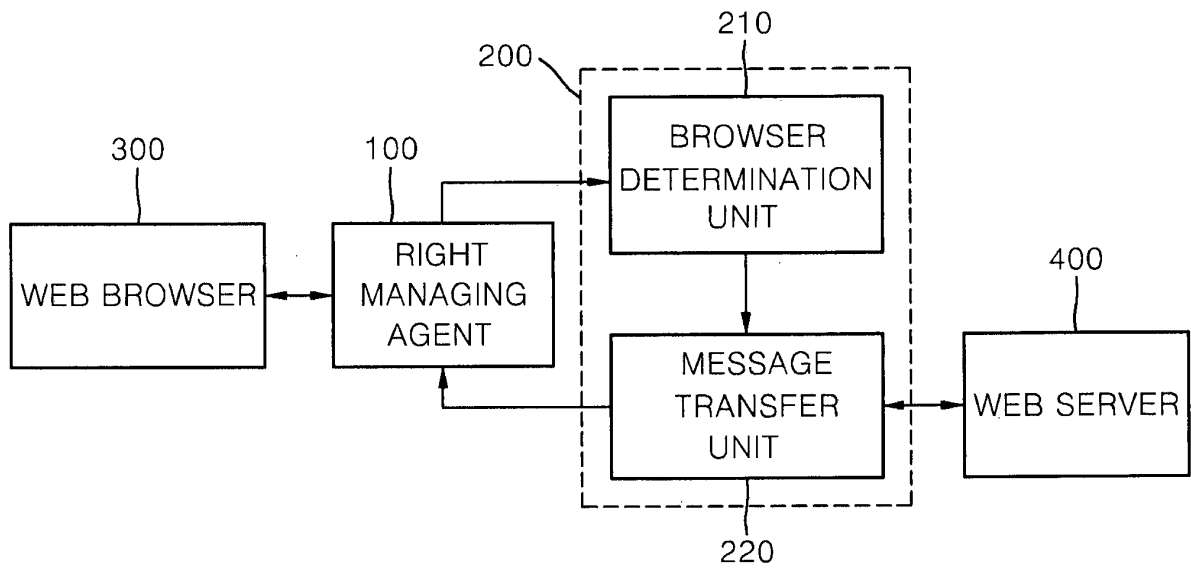 210
200
BROWSER
DETERMINATION
UNIT
300
100
RIGHT
MANAGING
AGENT
WEB BROWSER
400
MESSAGE
TRANSFER
UNIT
WEB SERVER
220